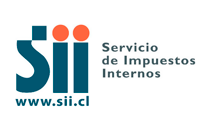 Sii
Servicio
de Impuestos
Internos
www.sii.cl